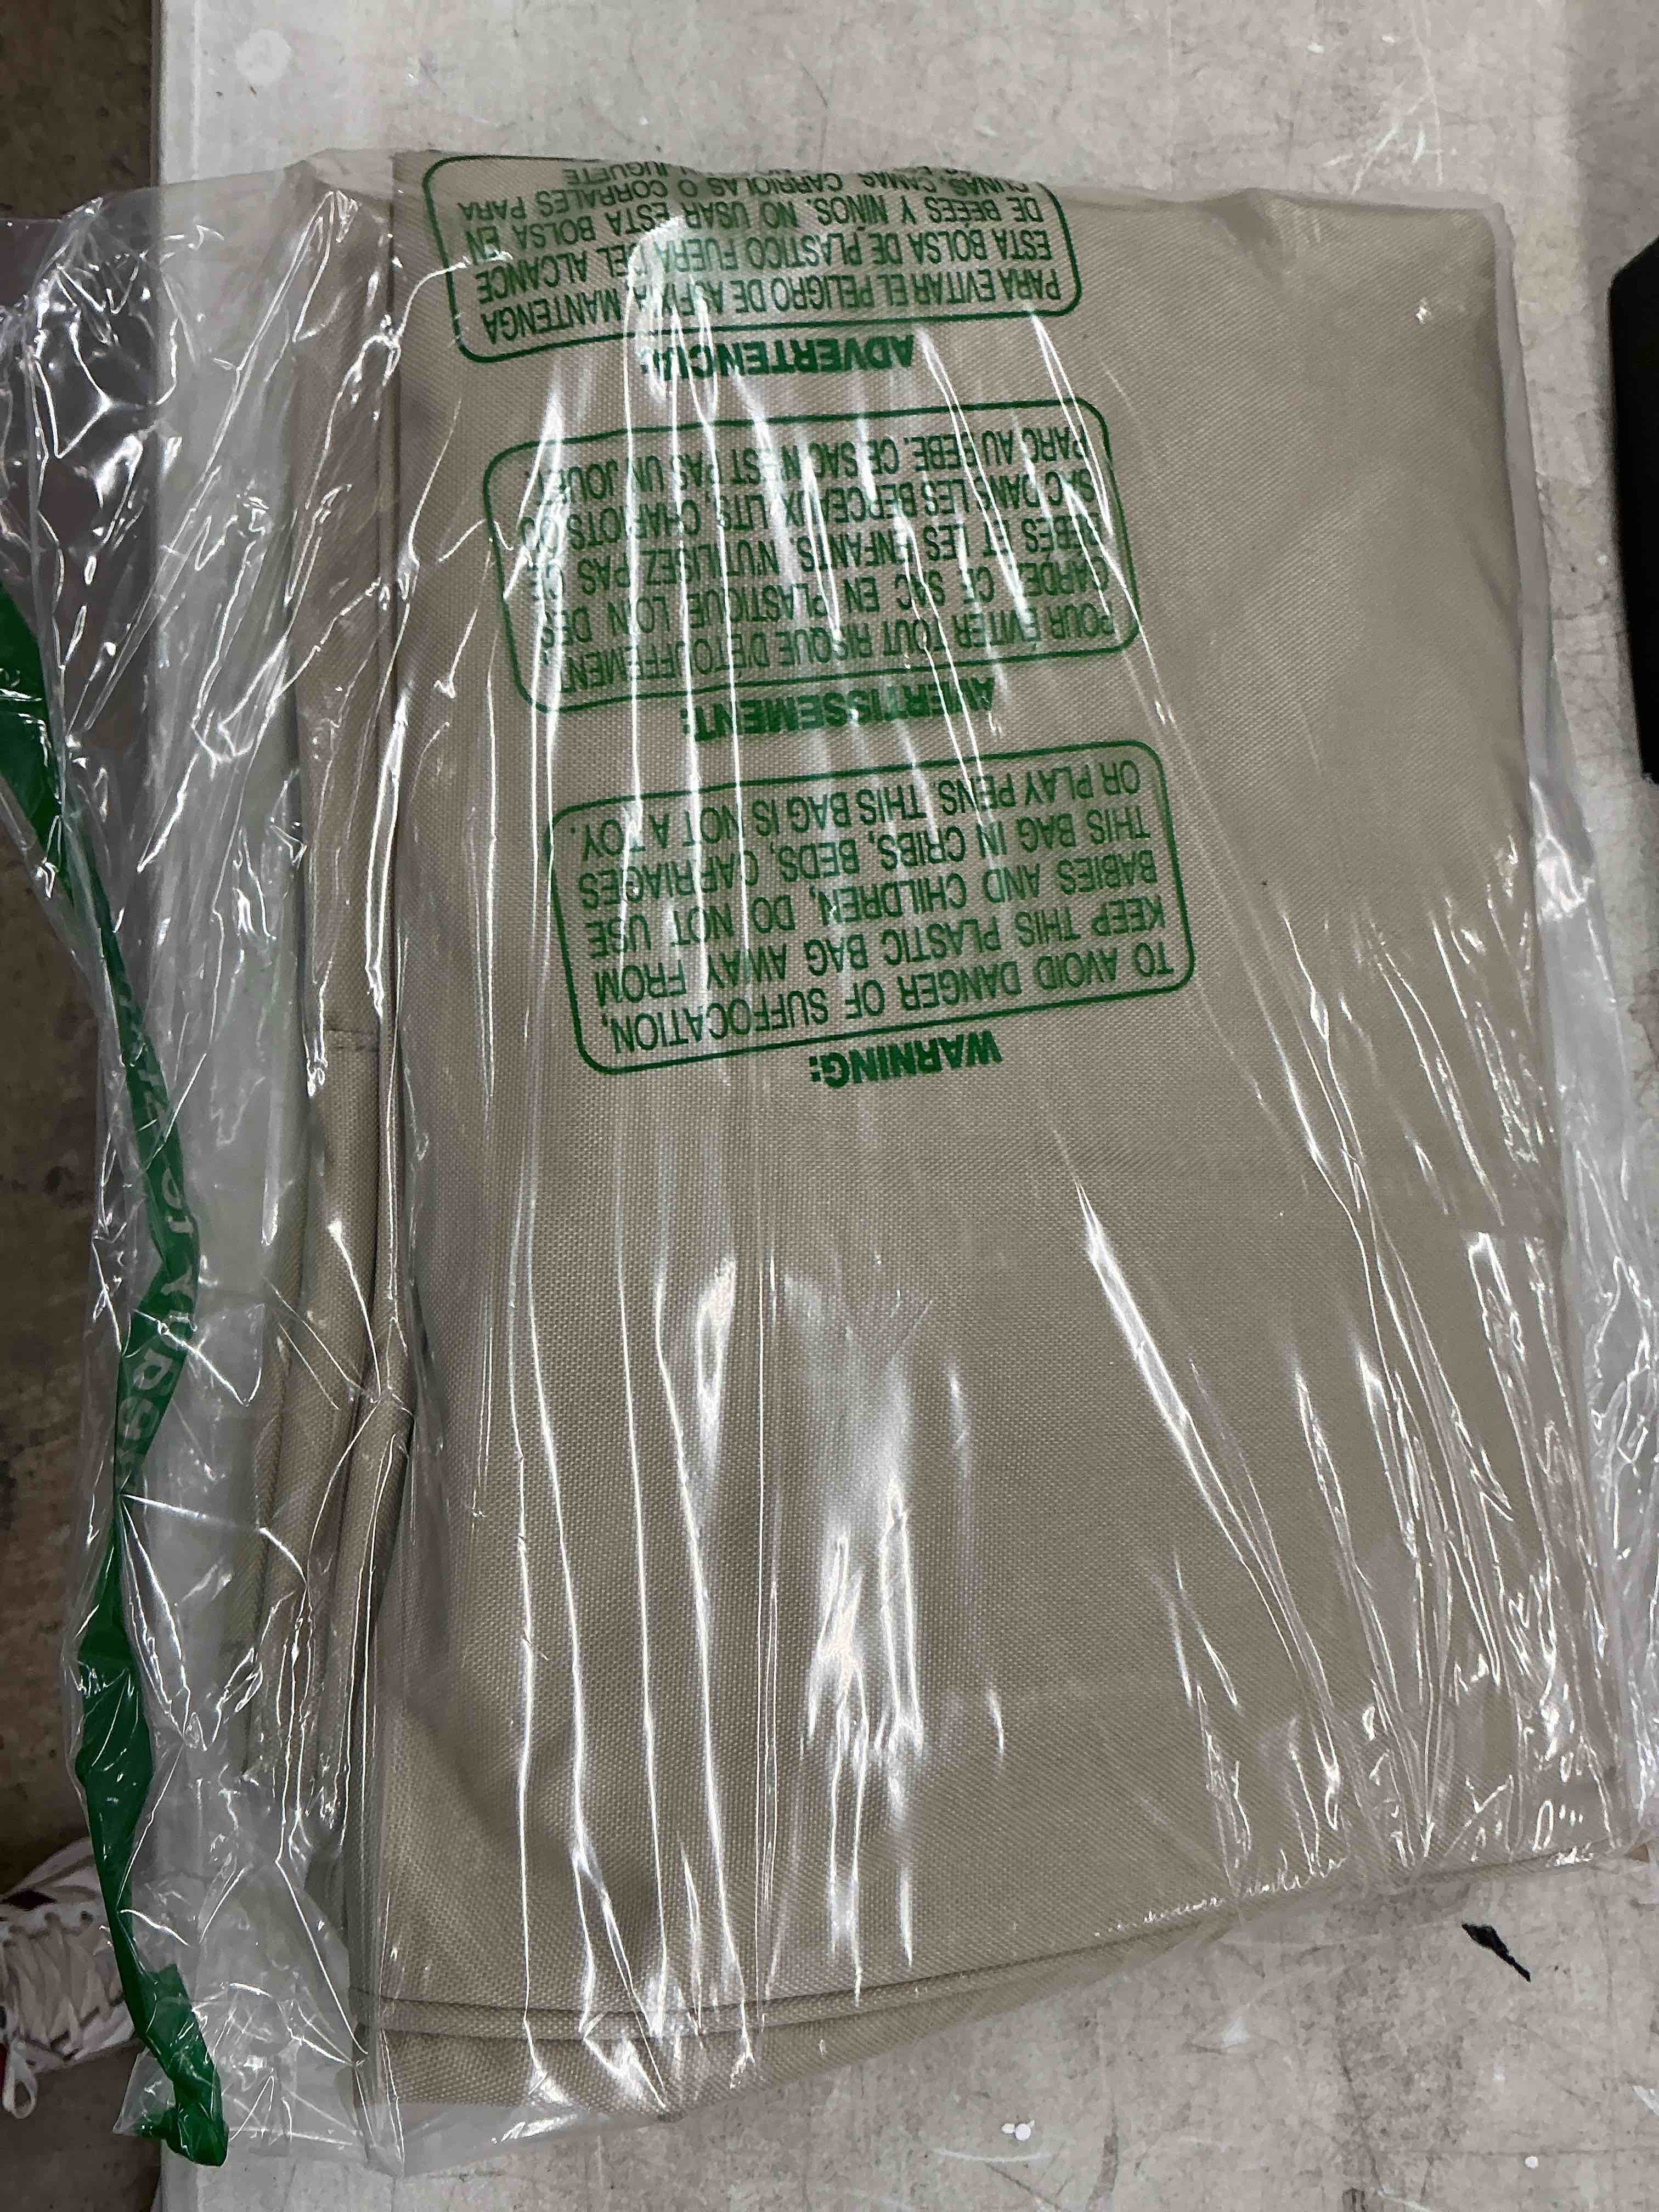 WARNING:
TO AVOID DANGER OF SUFFOCATION,
KEEP THIS PLASTIC BAG AWAY FROM
BABIES AND CHILDREN, DO NOT USE
THIS BAG IN CRIBS, BEDS, CARRIAGES
OR PLAY PENS. THIS BAG IS NOT A TOY.
AVERTISSEMENT:
POUR ÉVITER TOUT RISQUE D'ETOUFFEMENT
GARDEZ CE SAC EN PLASTIQUE LOIN DES
BEBES ET LES ENFANTS. N'UTILISEZ PAS CE
SAC DANS LES BERCEAUX, LITS, CHARIOTS OU
PARC AU BEBE. CE SAC N'EST PAS UN JOUET.
ADVERTENCIA:
PARA EVITAR EL PELIGRO DE ASFIXIA, MANTENGA
ESTA BOLSA DE PLASTICO FUERA DEL ALCANCE
DE BEBES Y NIÑOS. NO USAR ESTA BOLSA EN
CUNAS, CAMAS, CARRIOLAS O CORRALES PARA
JUGUETE